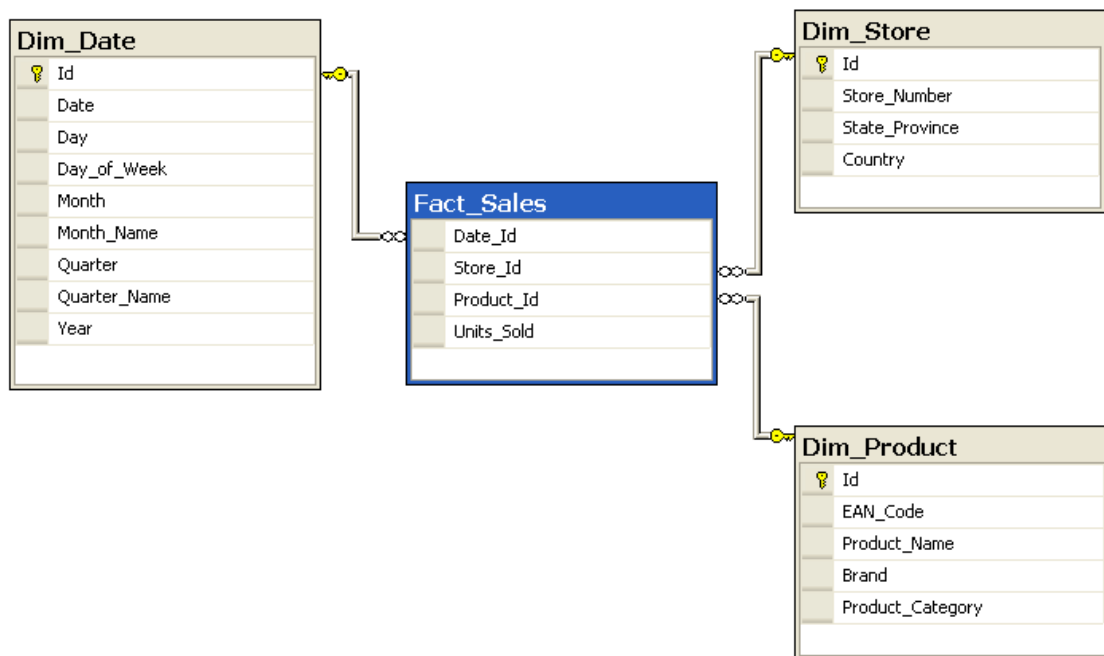 Dim_Date
Id
Date
Day
Day_of_Week
Month
Month_Name
Quarter
Quarter_Name
Year
Fact_Sales
Date_Id
Store_Id
Product_Id
Units_Sold
Dim_Store
Id
Store_Number
State_Province
Country
Dim_Product
Id
EAN_Code
Product_Name
Brand
Product_Category